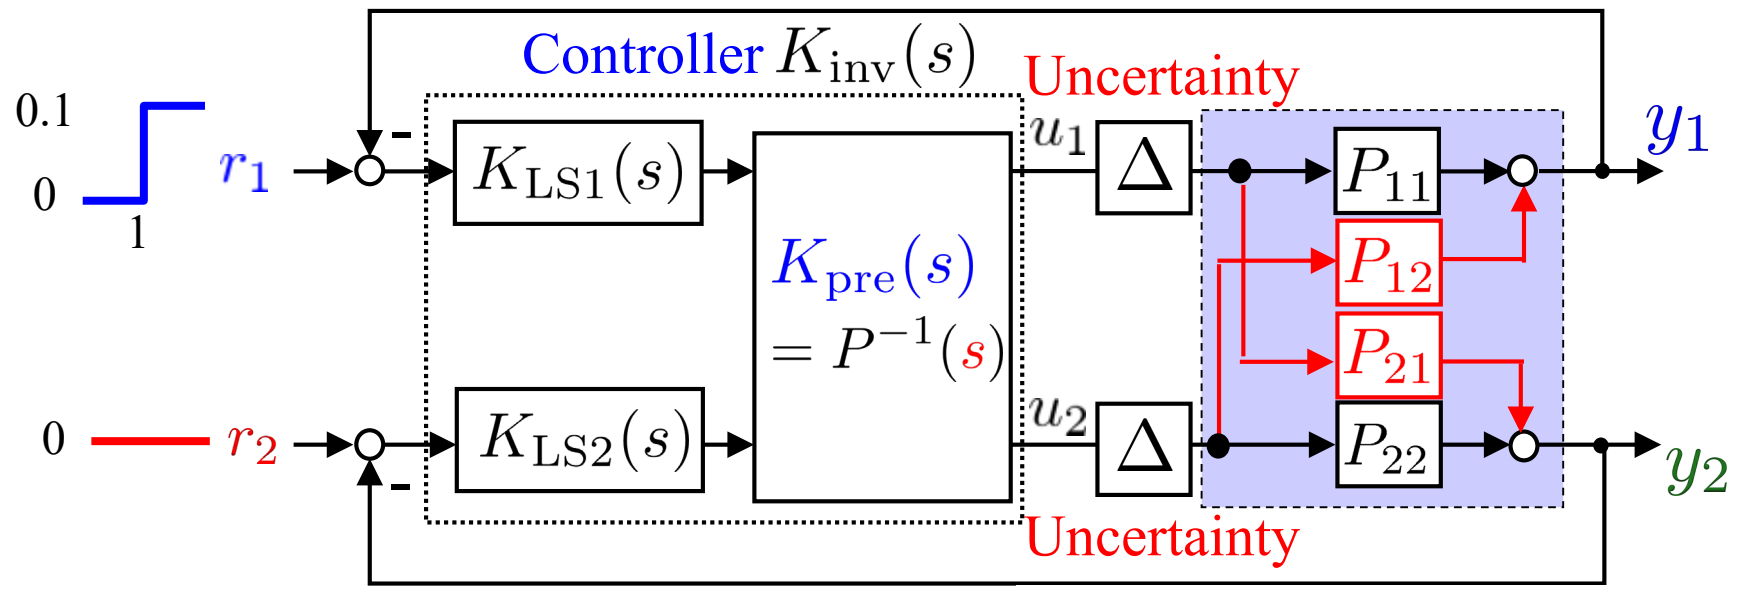 Controller K_inv(s)
Uncertainty
0.1
0
1
r_1
-
K_LS1(s)
u_1
Δ
P_11
y_1
K_pre(s)
= P^{-1}(s)
P_12
P_21
0
r_2
-
K_LS2(s)
u_2
Δ
P_22
y_2
Uncertainty